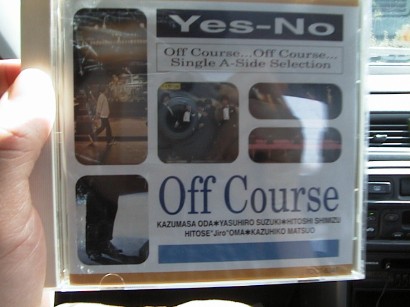 Yes-No
Off Course...Off Course...
Single A-Side Selection
Off Course
KAZUMASA ODA✱YASUHIRO SUZUKI✱HITOSHI SHIMIZU
HITOSE"Jiro"OMA✱KAZUHIKO MATSUO